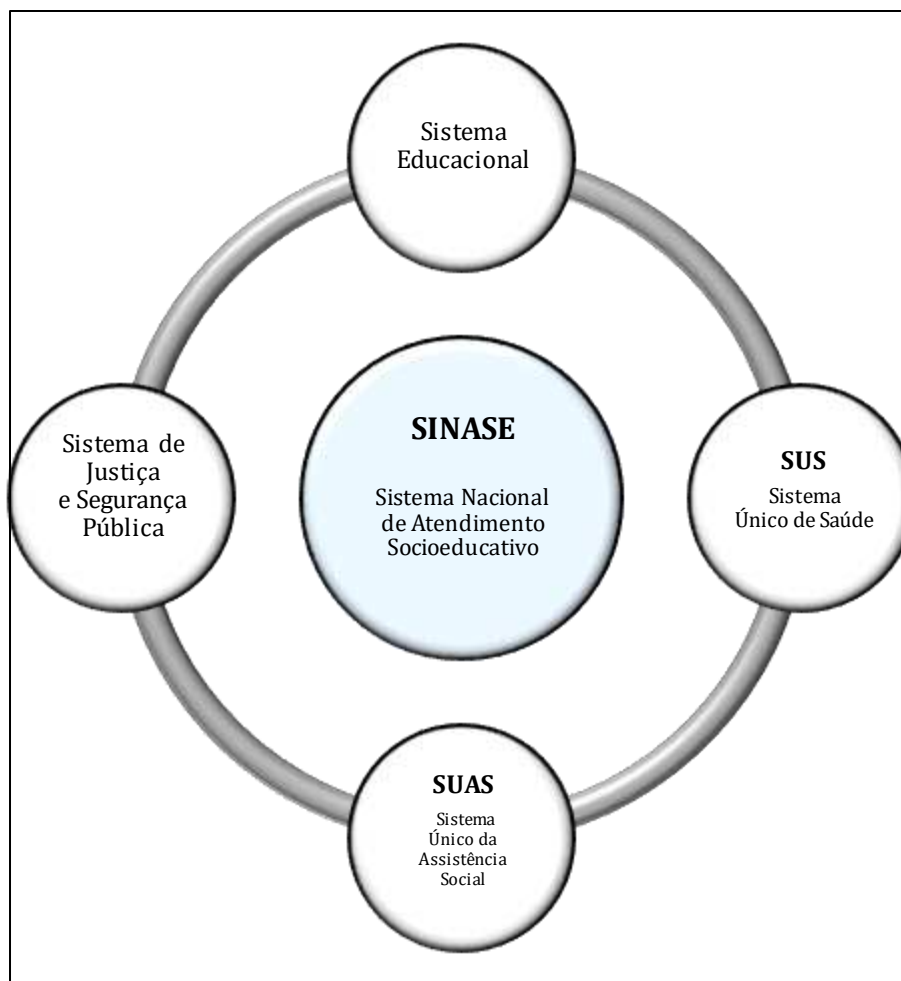 Sistema
Educacional
Sistema de
Justiça
e Segurança
Pública
SINASE
Sistema Nacional
de Atendimento
Socioeducativo
SUS
Sistema
Único de Saúde
SUAS
Sistema
Único da
Assistência
Social